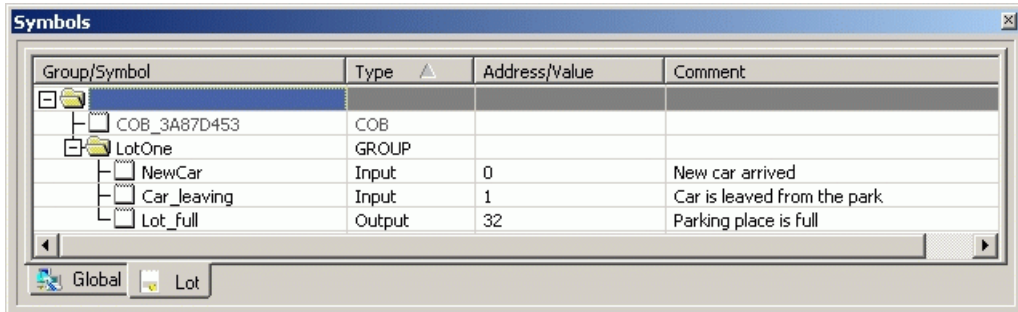 Symbols
Group/Symbol Type Address/Value Comment
COB_3A87D453 COB
LotOne GROUP
NewCar Input 0 New car arrived
Car_leaving Input 1 Car is leaved from the park
Lot_full Output 32 Parking place is full
Global Lot